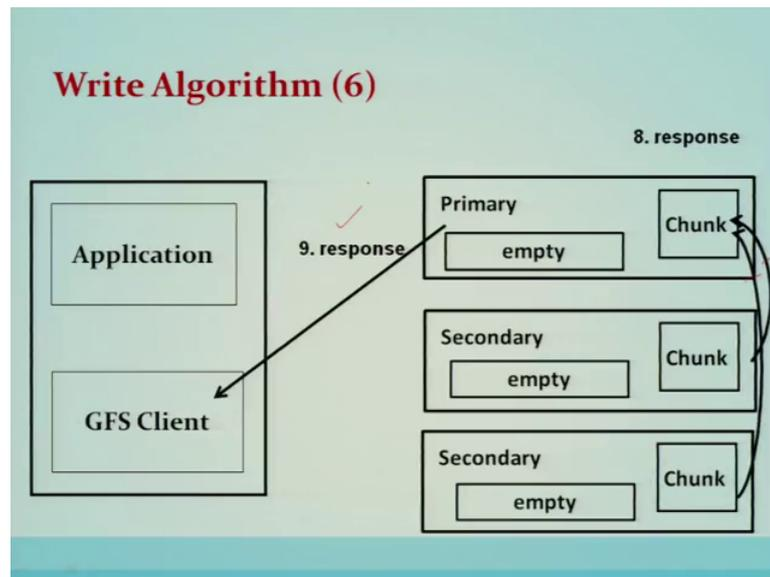 Write Algorithm (6)
8. response
Primary
Chunk
Application
9. response
empty
Secondary
Chunk
empty
GFS Client
Secondary
Chunk
empty